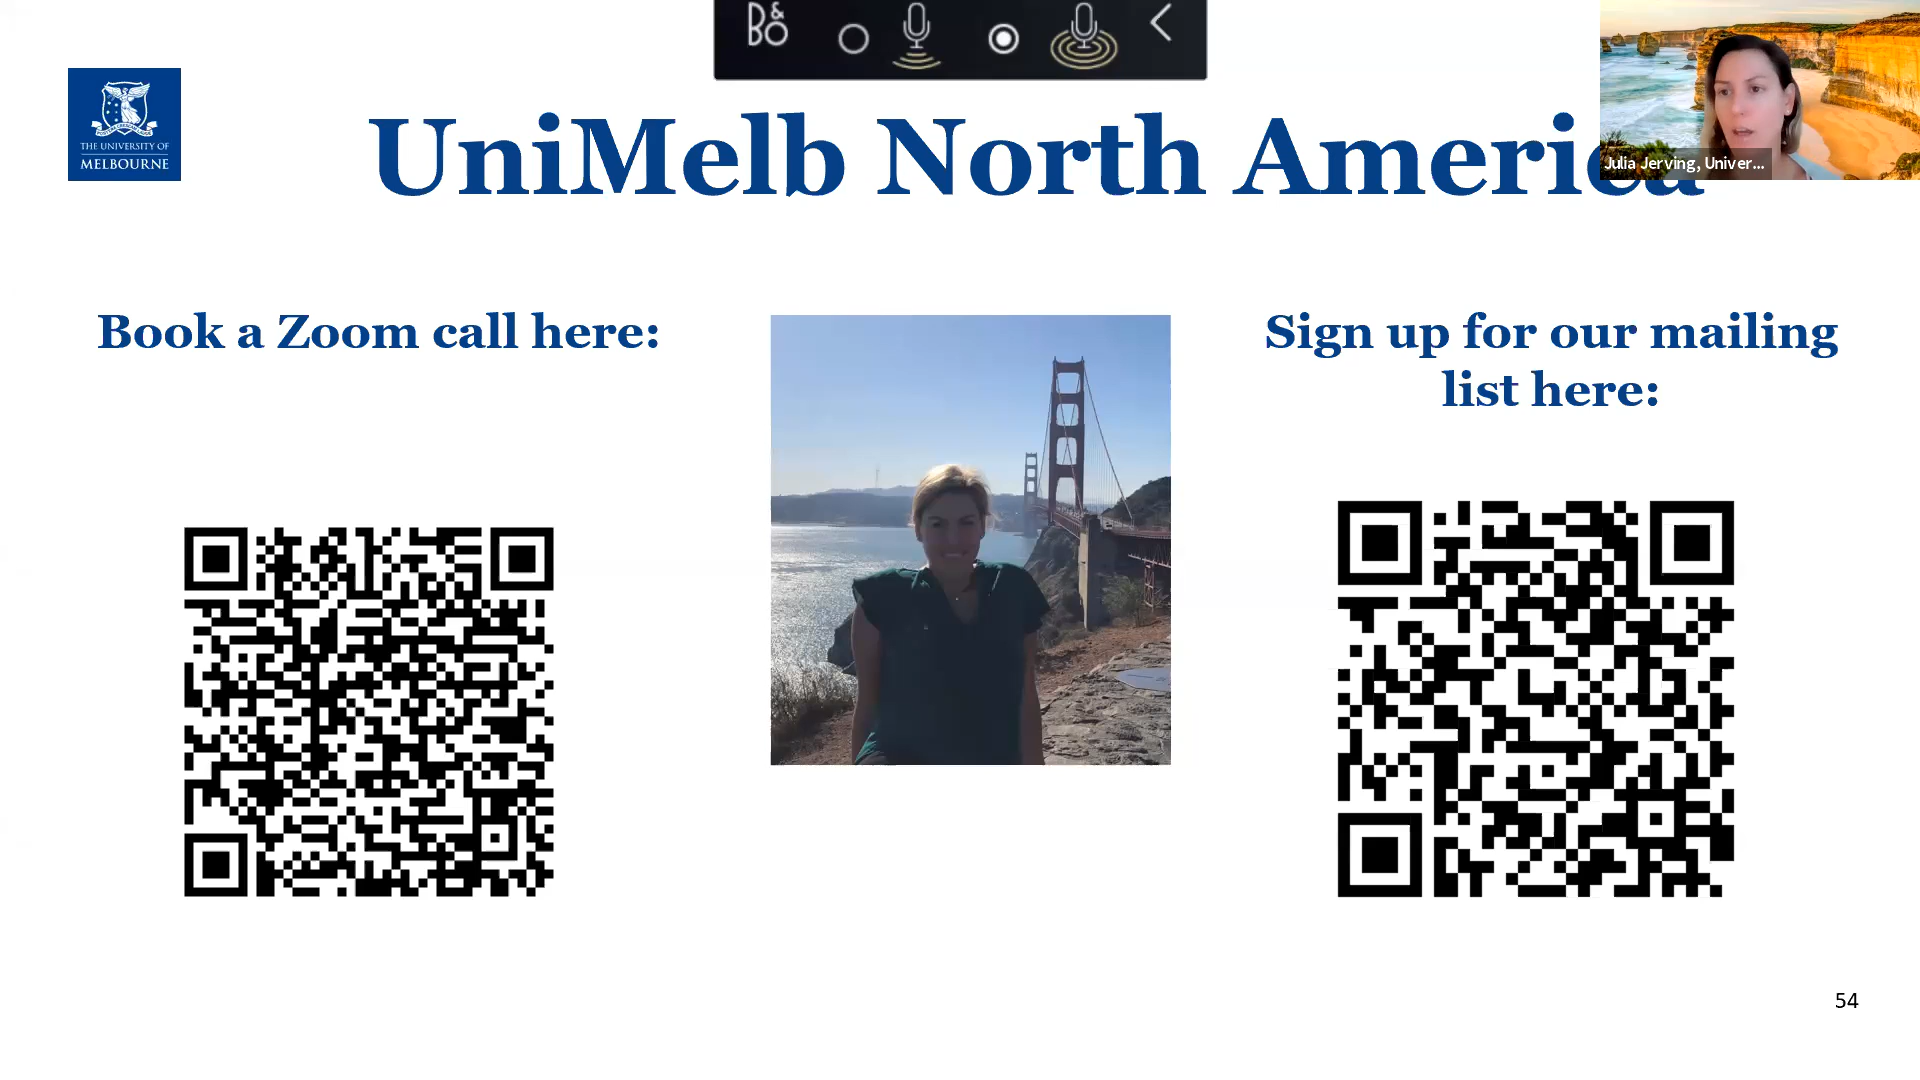 B&O
THE UNIVERSITY OF
MELBOURNE
UniMelb North America
Julia Jerving, Univer...
Book a Zoom call here:
Sign up for our mailing
list here:
54